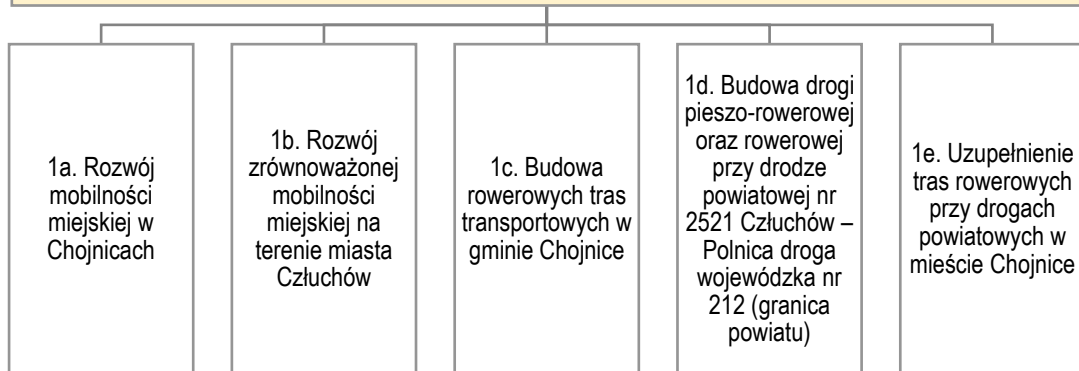 1a. Rozwój
mobilności
miejskiej w
Chojnicach
1b. Rozwój
zrównoważonej
mobilności
miejskiej na
terenie miasta
Człuchów
1c. Budowa
rowerowych tras
transportowych w
gminie Chojnice
1d. Budowa drogi
pieszo-rowerowej
oraz rowerowej
przy drodze
powiatowej nr
2521 Człuchów –
Polnica droga
wojewódzka nr
212 (granica
powiatu)
1e. Uzupełnienie
tras rowerowych
przy drogach
powiatowych w
mieście Chojnice